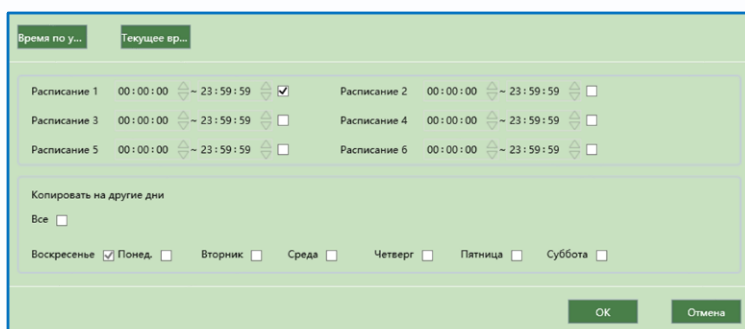 Время по у... Текущее вр...
Расписание 1 00:00:00 ~ 23:59:59 Расписание 2 00:00:00 ~ 23:59:59
Расписание 3 00:00:00 ~ 23:59:59 Расписание 4 00:00:00 ~ 23:59:59
Расписание 5 00:00:00 ~ 23:59:59 Расписание 6 00:00:00 ~ 23:59:59
Копировать на другие дни
Все
Воскресенье Понед. Вторник Среда Четверг Пятница Суббота
OK Отмена